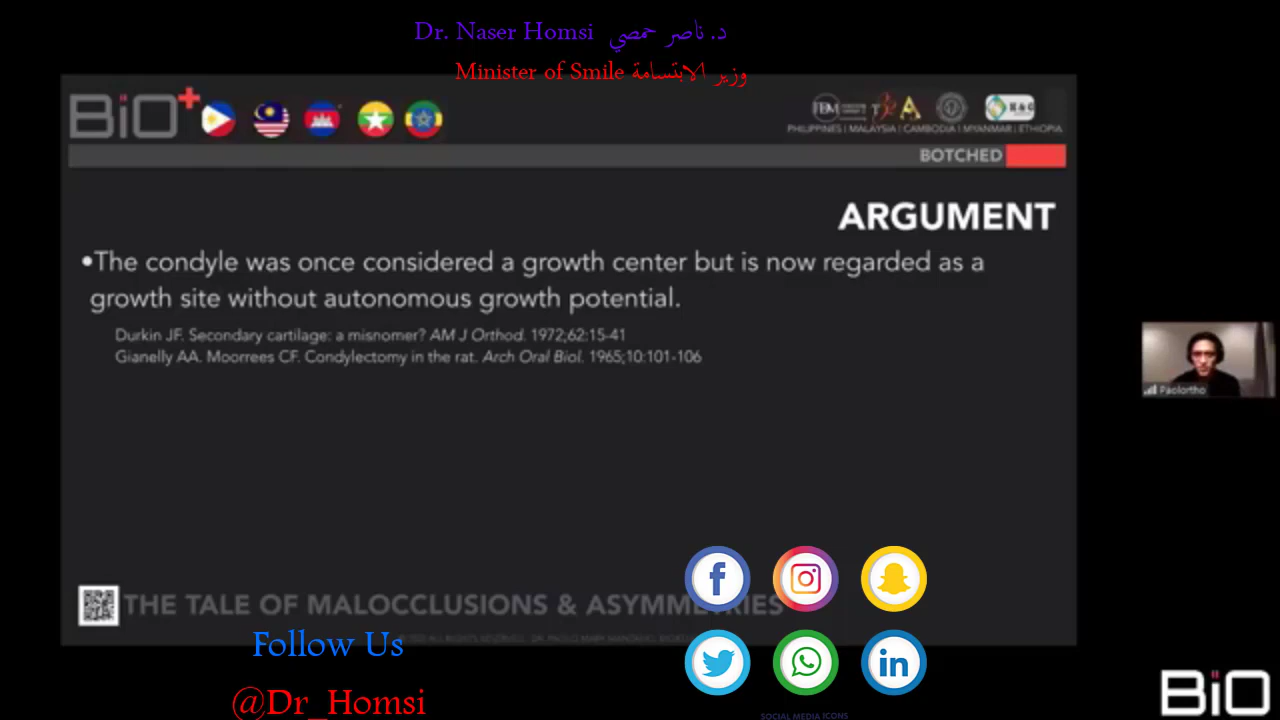 Dr. Naser Homsi د. ناصر حمصي
Minister of Smile وزير الابتسامة
BiO+
PHILIPPINES | MALAYSIA | CAMBODIA | MYANMAR | ETHIOPIA
BOTCHED
ARGUMENT
•The condyle was once considered a growth center but is now regarded as a
growth site without autonomous growth potential.
Durkin JF. Secondary cartilage: a misnomer? AM J Orthod. 1972;62:15-41
Gianelly AA. Moorrees CF. Condylectomy in the rat. Arch Oral Biol. 1965;10:101-106
Paolortho
THE TALE OF MALOCCLUSIONS & ASYMMETRIES
Follow Us
@Dr_Homsi
SOCIAL MEDIA ICONS
BiO